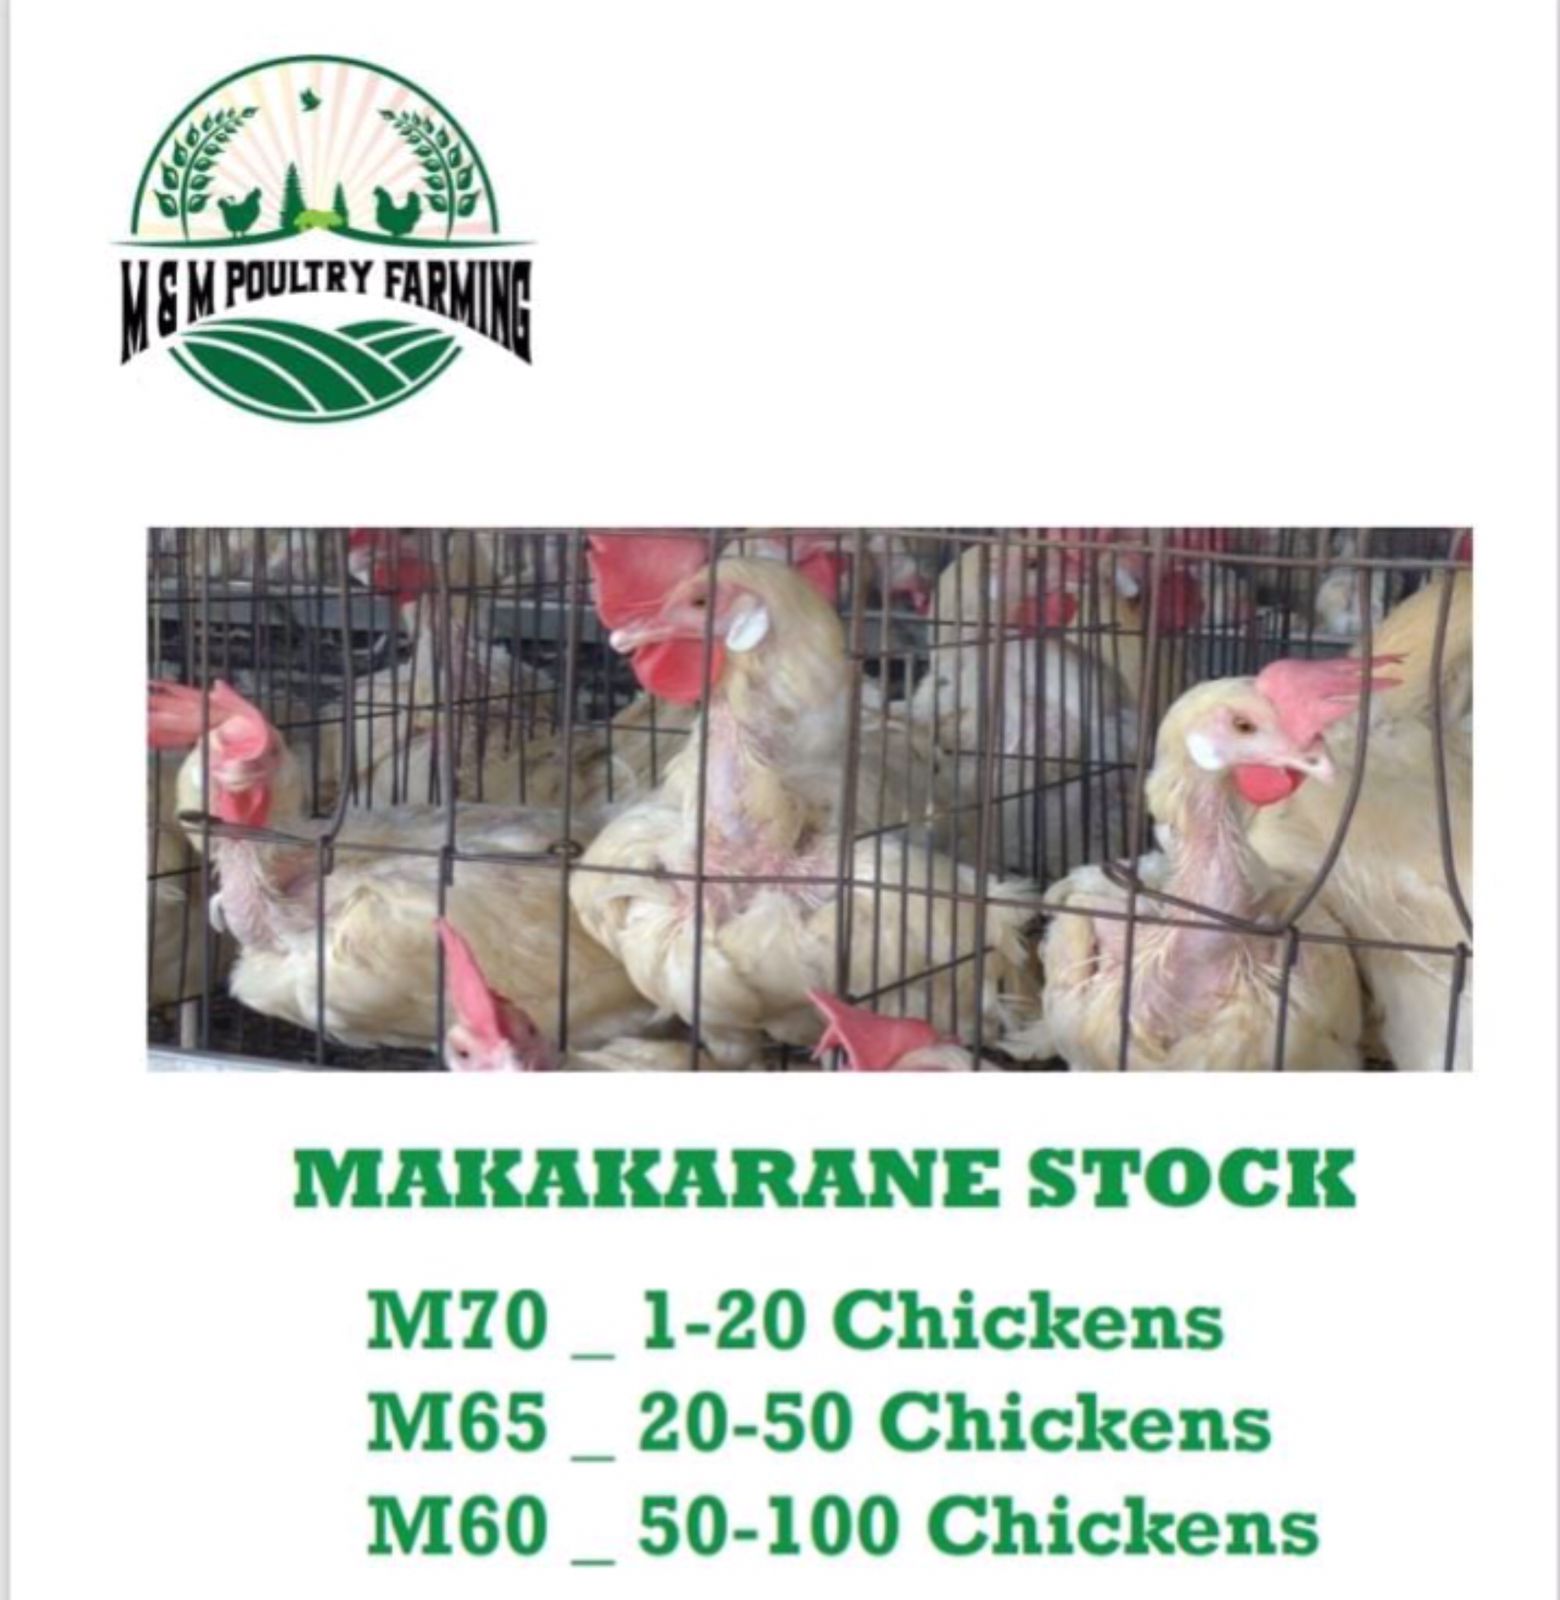 M & M POULTRY FARMING
MAKAKARANE STOCK
M70 _ 1-20 Chickens
M65 _ 20-50 Chickens
M60 _ 50-100 Chickens